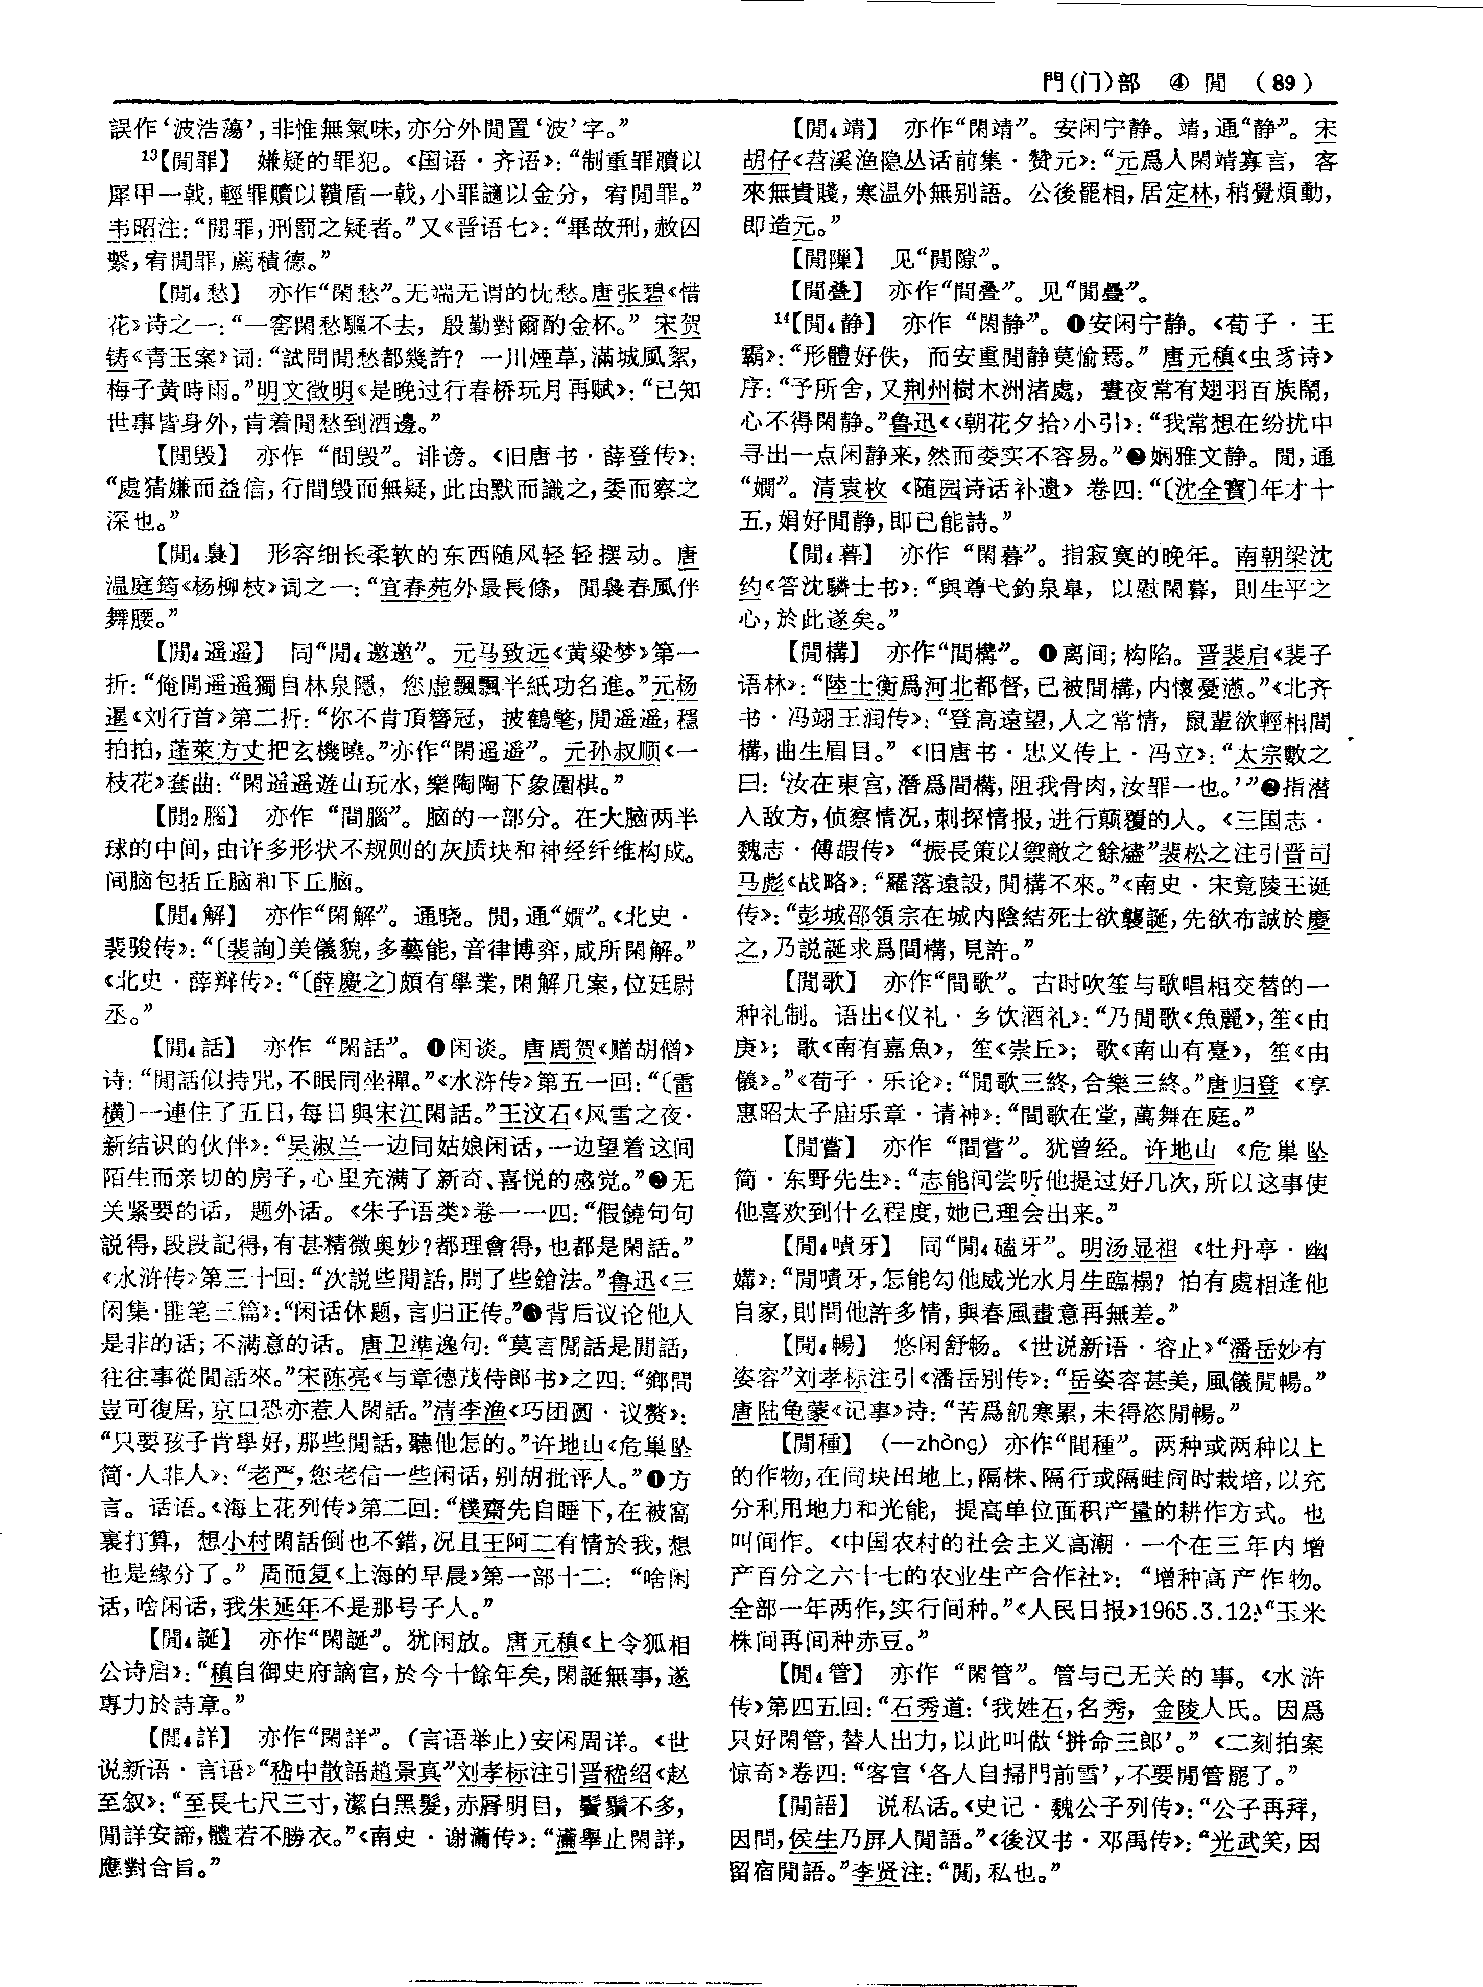 門(门)部 ④ 閒 (89)
誤作‘波浩蕩’,非惟無氣味,亦分外閒置‘波’字。”
13【閒罪】 嫌疑的罪犯。《国语·齐语》:“制重罪贖以
犀甲一戟,輕罪贖以鞼盾一戟,小罪讁以金分,宥閒罪。”
韦昭注:“閒罪,刑罰之疑者。”又《晋语七》:“畢故刑,赦囚
繫,宥閒罪,薦積德。”
【閒4愁】 亦作“閑愁”。无端无谓的忧愁。唐张碧《惜
花》诗之一:“一窖閑愁驅不去,殷勤對爾酌金杯。”宋贺
铸《青玉案》词:“試問閒愁都幾許?一川煙草,滿城風絮,
梅子黄時雨。”明文徵明《是晚过行春桥玩月再赋》:“已知
世事皆身外,肯着閒愁到酒邊。”
【閒毁】 亦作“間毁”。诽谤。《旧唐书·薛登传》:
“處猜嫌而益信,行間毁而無疑,此由默而識之,委而察之
深也。”
【閒4裊】 形容细长柔软的东西随风轻轻摆动。唐
温庭筠《杨柳枝》词之一:“宜春苑外最長條,閒裊春風伴
舞腰。”
【閒4遥遥】 同“閒4邀邀”。元马致远《黄粱梦》第一
折:“俺閒遥遥獨自林泉隱,您虚飄飄半紙功名進。”元杨
暹《刘行首》第二折:“你不肯頂簪冠,披鶴氅,閒遥遥,穩
拍拍,蓬萊方丈把玄機曉。”亦作“閑遥遥”。元孙叔顺《一
枝花》套曲:“閑遥遥遊山玩水,樂陶陶下象圍棋。”
【閒2腦】 亦作“間腦”。脑的一部分。在大脑两半
球的中间,由许多形状不规则的灰质块和神经纤维构成。
间脑包括丘脑和下丘脑。
【閒4解】 亦作“閑解”。通晓。閒,通“嫺”。《北史·
裴骏传》:“〔裴詢〕美儀貌,多藝能,音律博弈,咸所閑解。”
《北史·薛辩传》:“〔薛慶之〕頗有學業,閑解几案,位廷尉
丞。”
【閒4話】 亦作“閑話”。❶闲谈。唐周贺《赠胡僧》
诗:“閒話似持咒,不眠同坐禪。”《水浒传》第五一回:“〔雷
横〕一連住了五日,每日與宋江閑話。”王汶石《风雪之夜·
新结识的伙伴》:“吴淑兰一边同姑娘闲话,一边望着这间
陌生而亲切的房子,心里充满了新奇、喜悦的感觉。”❷无
关紧要的话,题外话。《朱子语类》卷一一四:“假饒句句
説得,段段記得,有甚精微奥妙?都理會得,也都是閑話。”
《水浒传》第三十回:“次説些閒話,問了些鎗法。”鲁迅《三
闲集·匪笔三篇》:“闲话休题,言归正传。”❸背后议论他人
是非的话;不满意的话。唐卫準逸句:“莫言閒話是閒話,
往往事從閒話來。”宋陈亮《与章德茂侍郎书》之四:“鄉間
豈可復居,京口恐亦惹人閑話。”清李渔《巧团圆·议赘》:
“只要孩子肯學好,那些閒話,聽他怎的。”许地山《危巢坠
简·人非人》:“老严,您老信一些闲话,别胡批评人。”❹方
言。话语。《海上花列传》第二回:“樸齋先自睡下,在被窩
裏打算,想小村閑話倒也不錯,况且王阿二有情於我,想
也是緣分了。”周而复《上海的早晨》第一部十二:“啥闲
话,啥闲话,我朱延年不是那号子人。”
【閒4誕】 亦作“閑誕”。犹闲放。唐元稹《上令狐相
公诗启》:“稹自御史府謫官,於今十餘年矣,閑誕無事,遂
專力於詩章。”
【閒4詳】 亦作“閑詳”。(言语举止)安闲周详。《世
说新语·言语》“嵇中散語趙景真”刘孝标注引晋嵇绍《赵
至叙》:“至長七尺三寸,潔白黑髮,赤脣明目,鬢鬚不多,
閒詳安諦,體若不勝衣。”《南史·谢瀹传》:“瀹舉止閑詳,
應對合旨。”
【閒4靖】 亦作“閑靖”。安闲宁静。靖,通“静”。宋
胡仔《苕溪渔隐丛话前集·赞元》:“元爲人閑靖寡言,客
來無貴賤,寒温外無别語。公後罷相,居定林,稍覺煩動,
即造元。”
【閒隟】 见“閒隙”。
【閒叠】 亦作“間叠”。见“閒疊”。
14【閒4静】 亦作“閑静”。❶安闲宁静。《荀子·王
霸》:“形體好佚,而安重閒静莫愉焉。”唐元稹《虫豸诗》
序:“予所舍,又荆州樹木洲渚處,晝夜常有翅羽百族鬧,
心不得閑静。”鲁迅《〈朝花夕拾〉小引》:“我常想在纷扰中
寻出一点闲静来,然而委实不容易。”❷娴雅文静。閒,通
“嫻”。清袁枚《随园诗话补遗》卷四:“〔沈全寶〕年才十
五,娟好閒静,即已能詩。”
【閒4暮】 亦作“閑暮”。指寂寞的晚年。南朝梁沈
约《答沈驎士书》:“與尊弋釣泉皋,以慰閑暮,則生平之
心,於此遂矣。”
【閒構】 亦作“間構”。❶离间;构陷。晋裴启《裴子
语林》:“陸士衡爲河北都督,已被間構,内懷憂懣。”《北齐
书·冯翊王润传》:“登高遠望,人之常情,鼠輩欲輕相間
構,曲生眉目。”《旧唐书·忠义传上·冯立》:“太宗數之
曰:‘汝在東宫,潛爲間構,阻我骨肉,汝罪一也。’”❷指潜
入敌方,侦察情况,刺探情报,进行颠覆的人。《三国志·
魏志·傅嘏传》“振長策以禦敵之餘燼”裴松之注引晋司
马彪《战略》:“羅落遠設,閒構不來。”《南史·宋竟陵王诞
传》:“彭城邵領宗在城内陰結死士欲襲誕,先欲布誠於慶
之,乃説誕求爲間構,見許。”
【閒歌】 亦作“間歌”。古时吹笙与歌唱相交替的一
种礼制。语出《仪礼·乡饮酒礼》:“乃閒歌《魚麗》,笙《由
庚》;歌《南有嘉魚》,笙《崇丘》;歌《南山有臺》,笙《由
儀》。”《荀子·乐论》:“閒歌三終,合樂三終。”唐归登《享
惠昭太子庙乐章·请神》:“間歌在堂,萬舞在庭。”
【閒嘗】 亦作“間嘗”。犹曾经。许地山《危巢坠
简·东野先生》:“志能间尝听他提过好几次,所以这事使
他喜欢到什么程度,她已理会出来。”
【閒4嗑牙】 同“閒4磕牙”。明汤显祖《牡丹亭·幽
媾》:“閒嗑牙,怎能勾他威光水月生臨榻?怕有處相逢他
自家,則問他許多情,與春風畫意再無差。”
【閒4暢】 悠闲舒畅。《世说新语·容止》“潘岳妙有
姿容”刘孝标注引《潘岳别传》:“岳姿容甚美,風儀閒暢。”
唐陆龟蒙《记事》诗:“苦爲飢寒累,未得恣閒暢。”
【閒種】 (—zhòng) 亦作“間種”。两种或两种以上
的作物,在同块田地上,隔株、隔行或隔畦同时栽培,以充
分利用地力和光能,提高单位面积产量的耕作方式。也
叫间作。《中国农村的社会主义高潮·一个在三年内增
产百分之六十七的农业生产合作社》:“增种高产作物。
全部一年两作,实行间种。”《人民日报》1965.3.12:“玉米
株间再间种赤豆。”
【閒4管】 亦作“閑管”。管与己无关的事。《水浒
传》第四五回:“石秀道:‘我姓石,名秀,金陵人氏。因爲
只好閑管,替人出力,以此叫做‘拚命三郎’。”《二刻拍案
惊奇》卷四:“客官‘各人自掃門前雪’,不要閒管罷了。”
【閒語】 说私话。《史记·魏公子列传》:“公子再拜,
因問,侯生乃屏人閒語。”《後汉书·邓禹传》:“光武笑,因
留宿閒語。”李贤注:“閒,私也。”